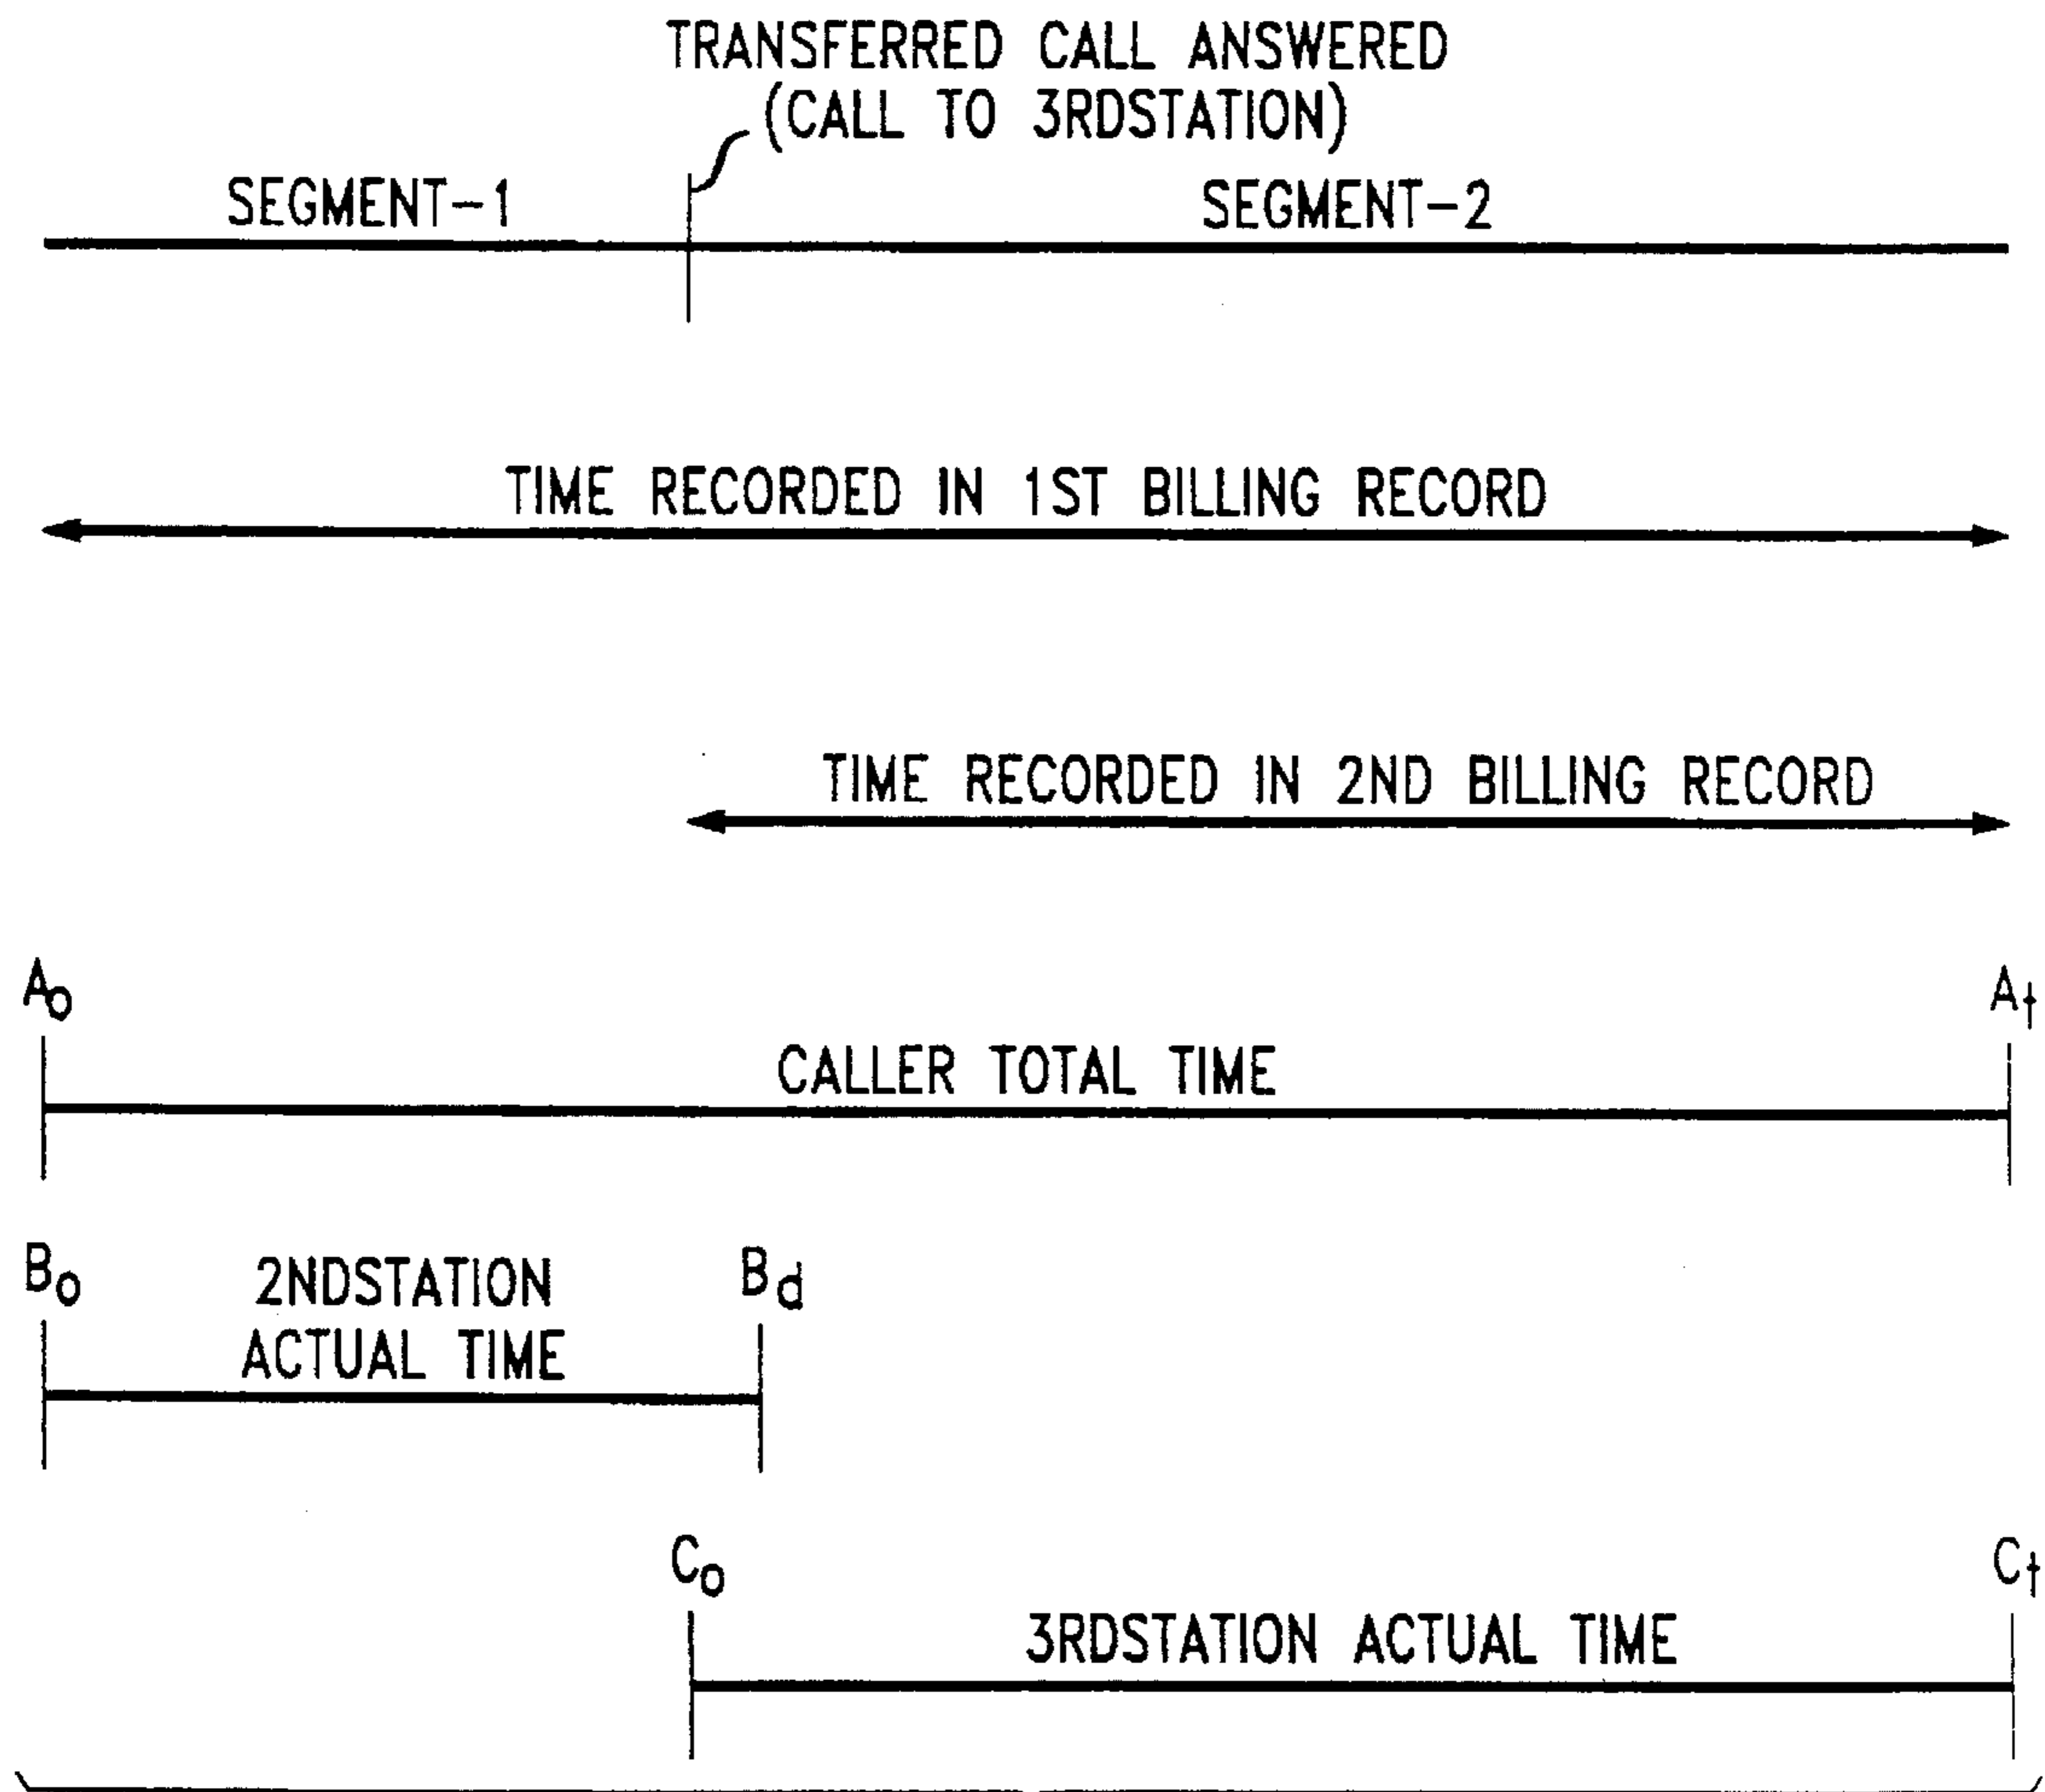 TRANSFERRED CALL ANSWERED
(CALL TO 3RDSTATION)
SEGMENT-1
SEGMENT-2
TIME RECORDED IN 1ST BILLING RECORD
TIME RECORDED IN 2ND BILLING RECORD
Ao
At
CALLER TOTAL TIME
Bo
2NDSTATION
ACTUAL TIME
Bd
Co
Ct
3RDSTATION ACTUAL TIME